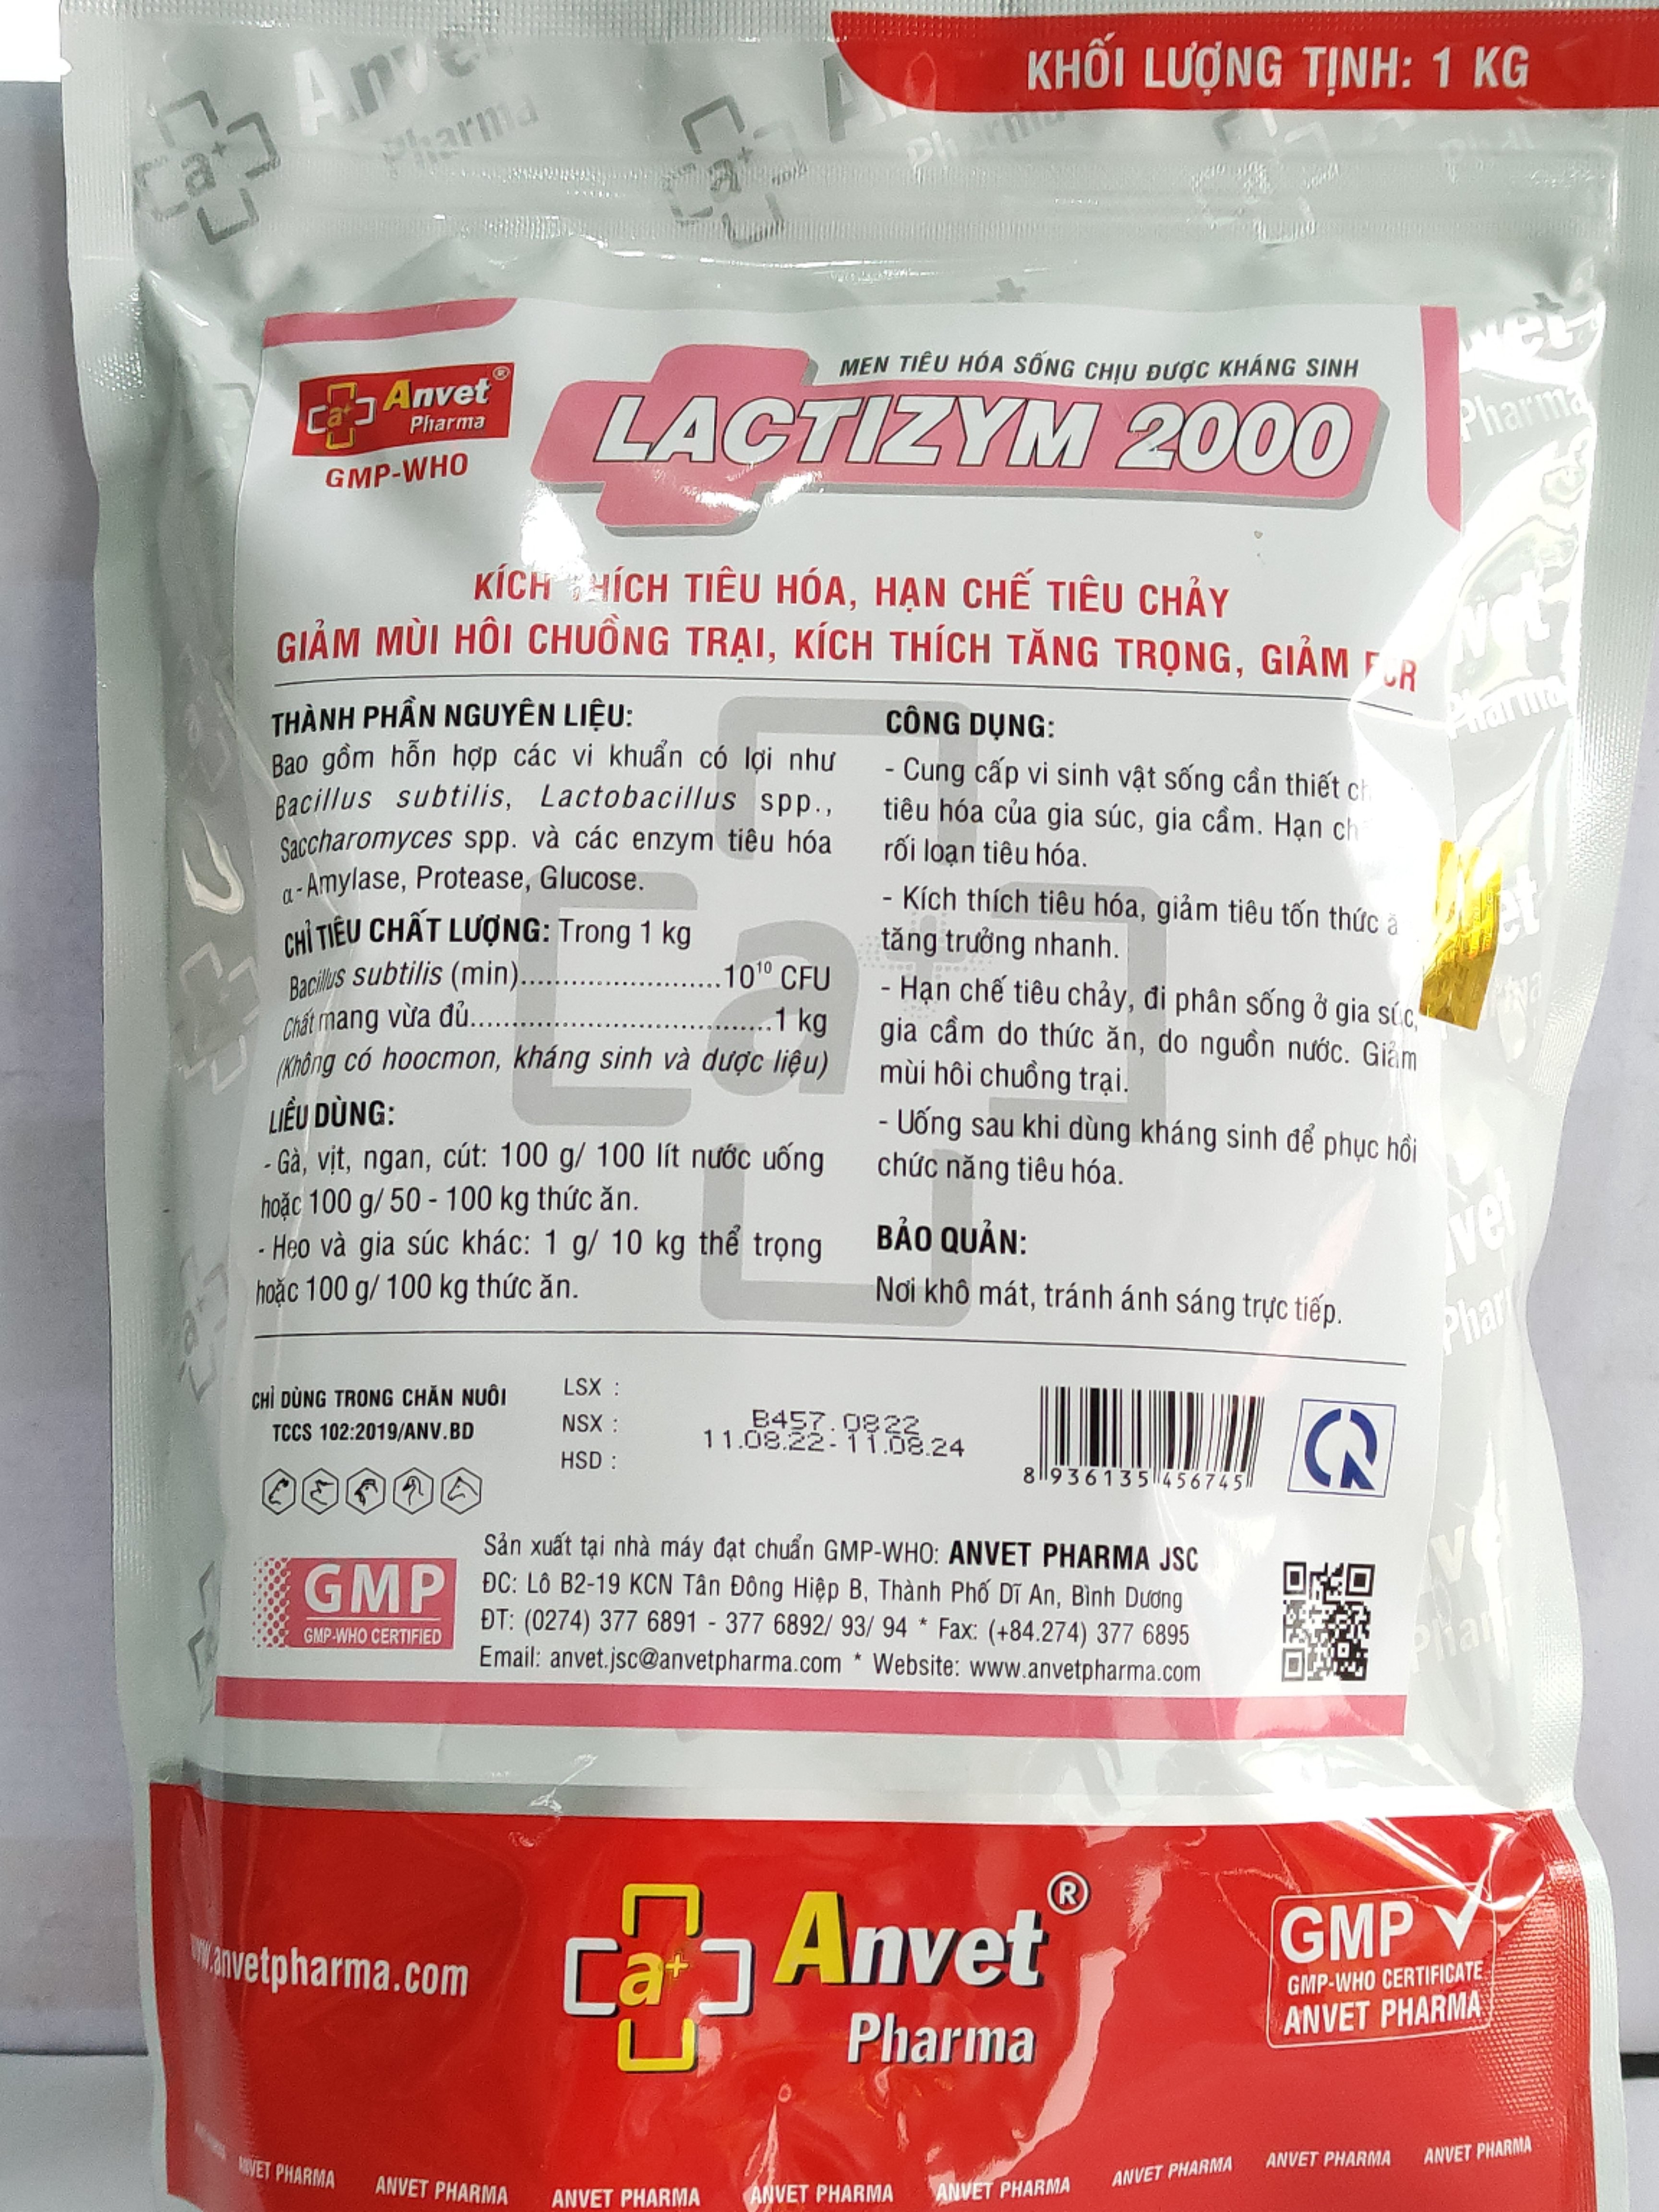 KHỐI LƯỢNG TỊNH: 1 KG
Anvet
Pharma
Anvet®
Pharma
GMP-WHO
MEN TIÊU HÓA SỐNG CHỊU ĐƯỢC KHÁNG SINH
LACTIZYM 2000
KÍCH THÍCH TIÊU HÓA, HẠN CHẾ TIÊU CHẢY
GIẢM MÙI HÔI CHUỒNG TRẠI, KÍCH THÍCH TĂNG TRỌNG, GIẢM FCR
THÀNH PHẦN NGUYÊN LIỆU:
Bao gồm hỗn hợp các vi khuẩn có lợi như
Bacillus subtilis, Lactobacillus spp.,
Saccharomyces spp. và các enzym tiêu hóa
α-Amylase, Protease, Glucose.
CHỈ TIÊU CHẤT LƯỢNG: Trong 1 kg
Bacillus subtilis (min)........................10¹⁰ CFU
Chất mang vừa đủ....................................1 kg
(Không có hoocmon, kháng sinh và dược liệu)
LIỀU DÙNG:
- Gà, vịt, ngan, cút: 100 g/ 100 lít nước uống
hoặc 100 g/ 50 - 100 kg thức ăn.
- Heo và gia súc khác: 1 g/ 10 kg thể trọng
hoặc 100 g/ 100 kg thức ăn.
CÔNG DỤNG:
- Cung cấp vi sinh vật sống cần thiết
tiêu hóa của gia súc, gia cầm. Hạn
rối loạn tiêu hóa.
- Kích thích tiêu hóa, giảm tiêu tốn thức
tăng trưởng nhanh.
- Hạn chế tiêu chảy, đi phân sống ở gia súc,
gia cầm do thức ăn, do nguồn nước. Giảm
mùi hôi chuồng trại.
- Uống sau khi dùng kháng sinh để phục hồi
chức năng tiêu hóa.
BẢO QUẢN:
Nơi khô mát, tránh ánh sáng trực tiếp.
CHỈ DÙNG TRONG CHĂN NUÔI
TCCS 102:2019/ANV.BD
LSX :
NSX :
HSD :
B457.0822
11.08.22-11.08.24
8 936135 456745
GMP
GMP-WHO CERTIFIED
Sản xuất tại nhà máy đạt chuẩn GMP-WHO: ANVET PHARMA JSC
ĐC: Lô B2-19 KCN Tân Đông Hiệp B, Thành Phố Dĩ An, Bình Dương
ĐT: (0274) 377 6891 - 377 6892/ 93/ 94 * Fax: (+84.274) 377 6895
Email: anvet.jsc@anvetpharma.com * Website: www.anvetpharma.com
www.anvetpharma.com
a+ Anvet®
Pharma
GMP
GMP-WHO CERTIFICATE
ANVET PHARMA
ANVET PHARMA ANVET PHARMA ANVET PHARMA ANVET PHARMA ANVET PHARMA ANVET PHARMA ANVET PHARMA ANVET PHARMA